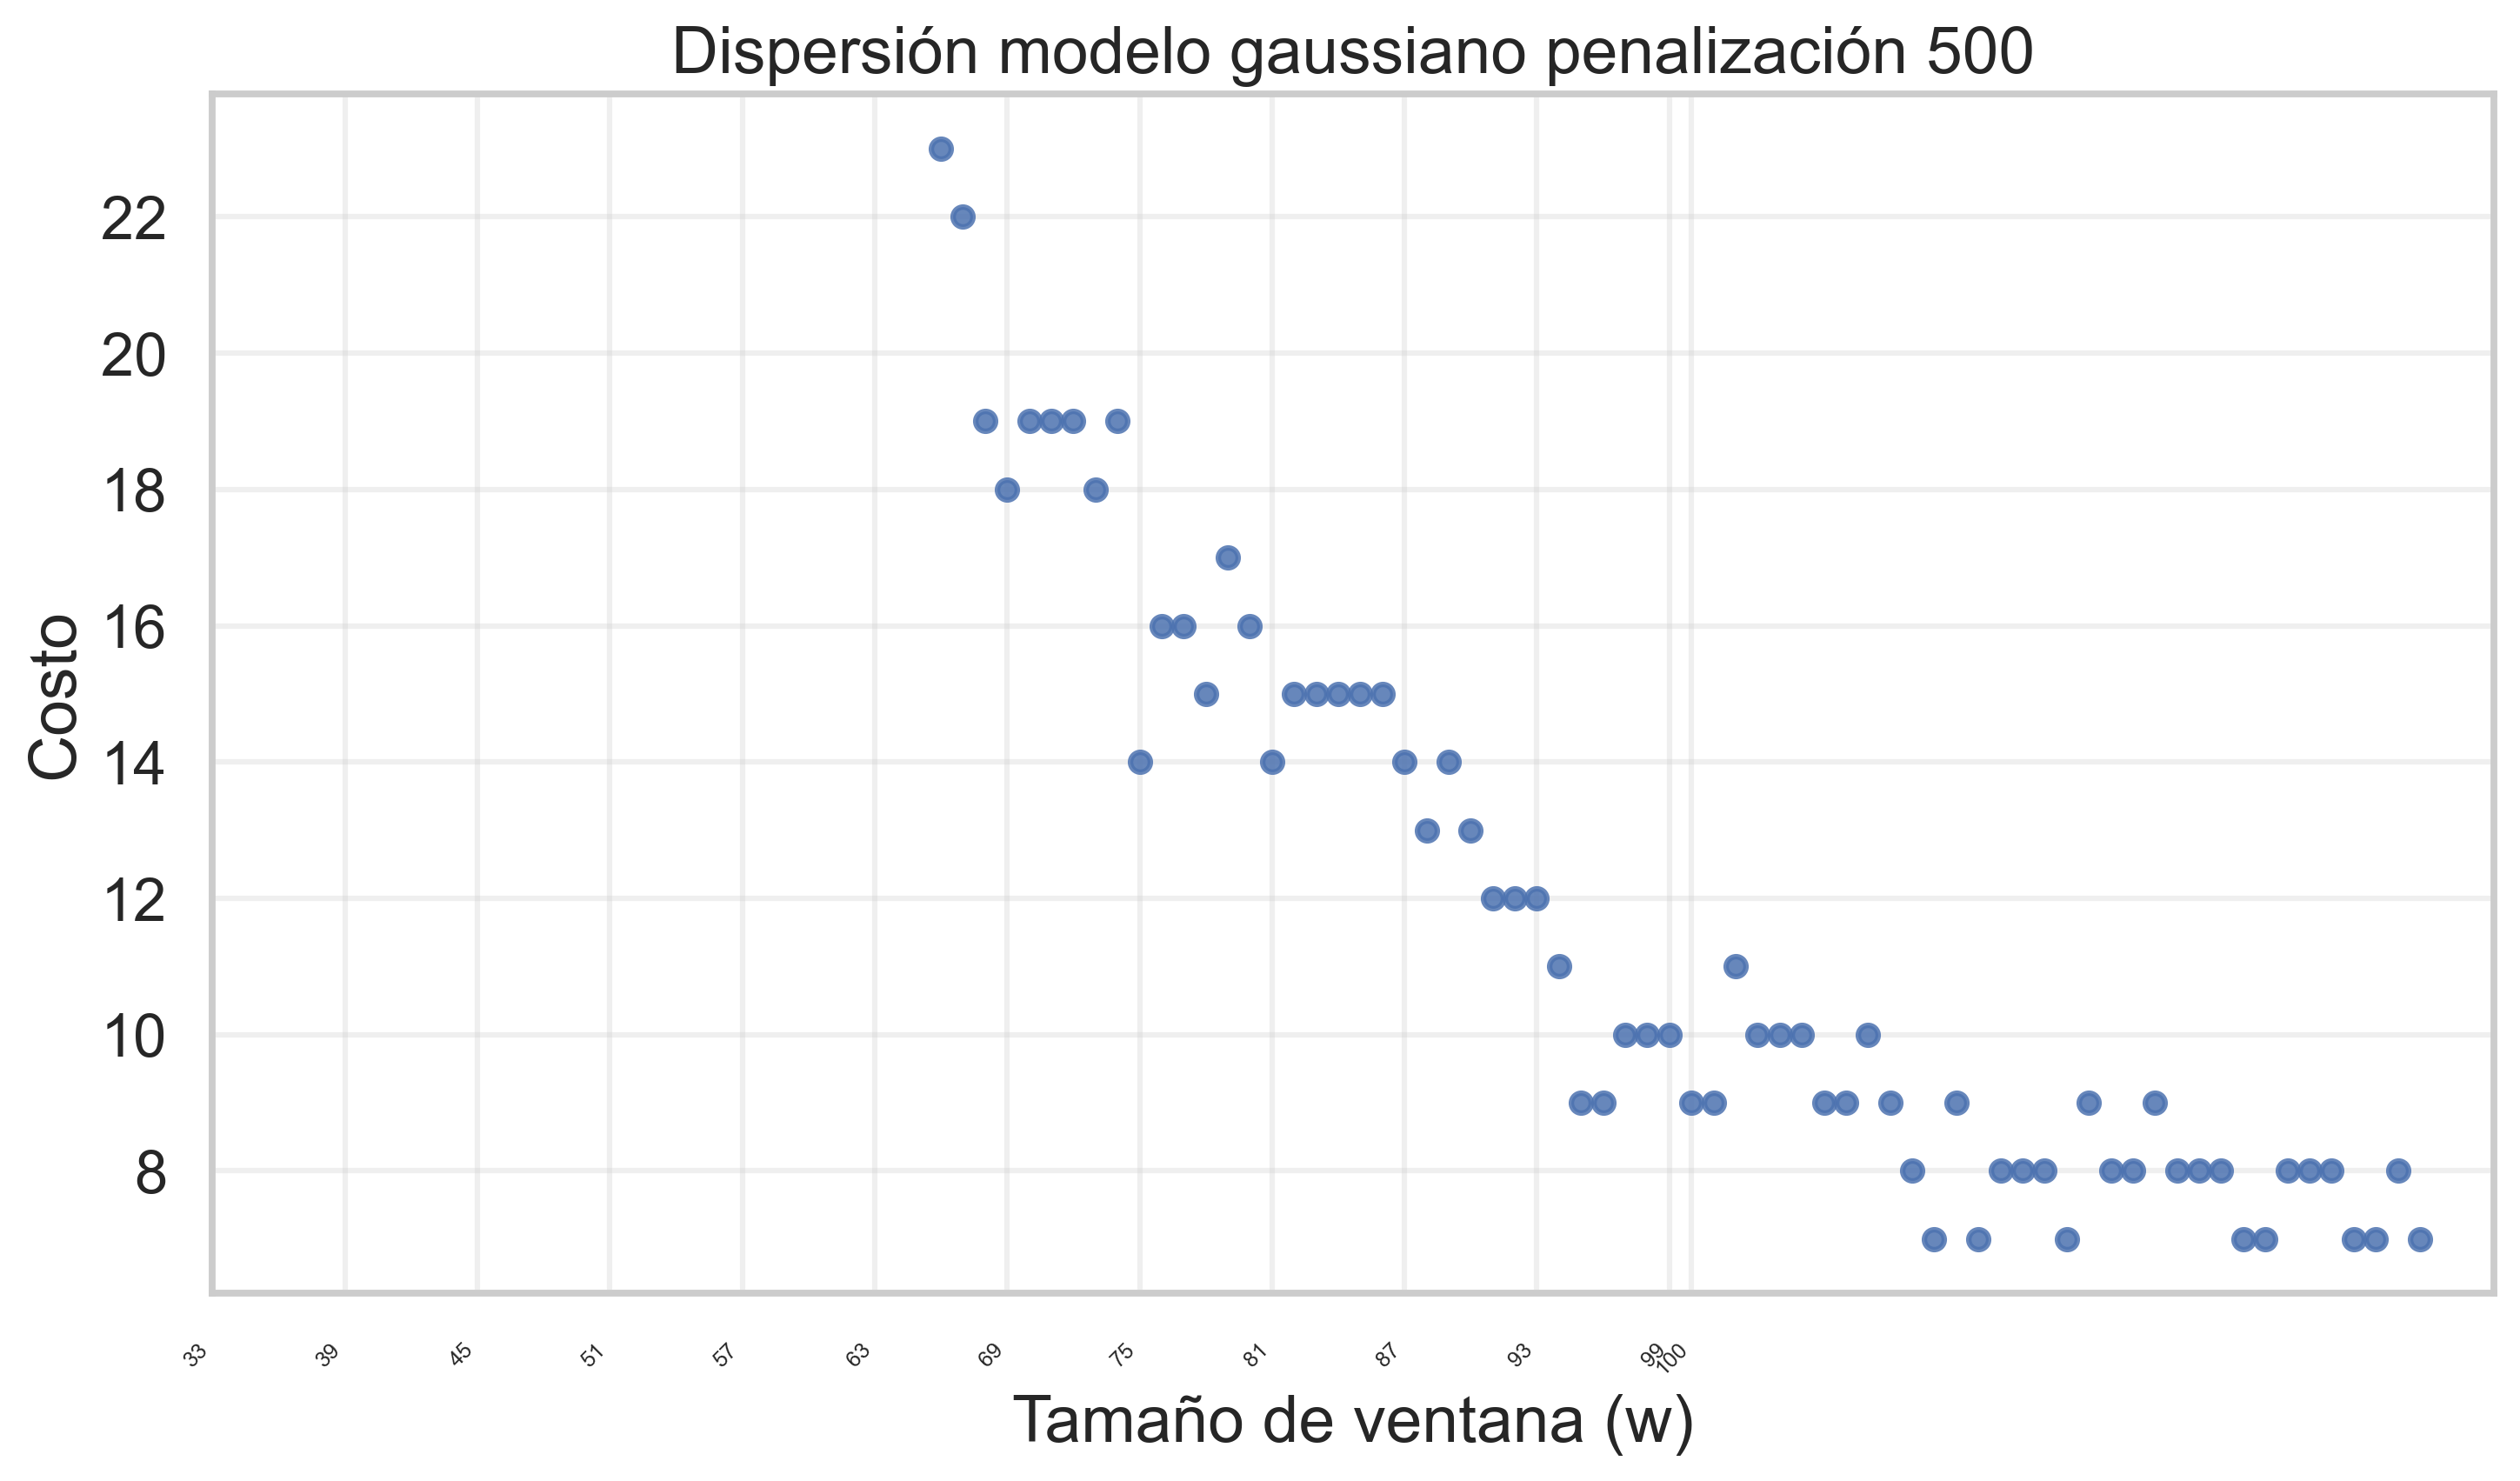 Dispersión modelo gaussiano penalización 500
Costo
22
20
18
16
14
12
10
8
33 39 45 51 57 63 69 75 81 87 93 99 100
Tamaño de ventana (w)